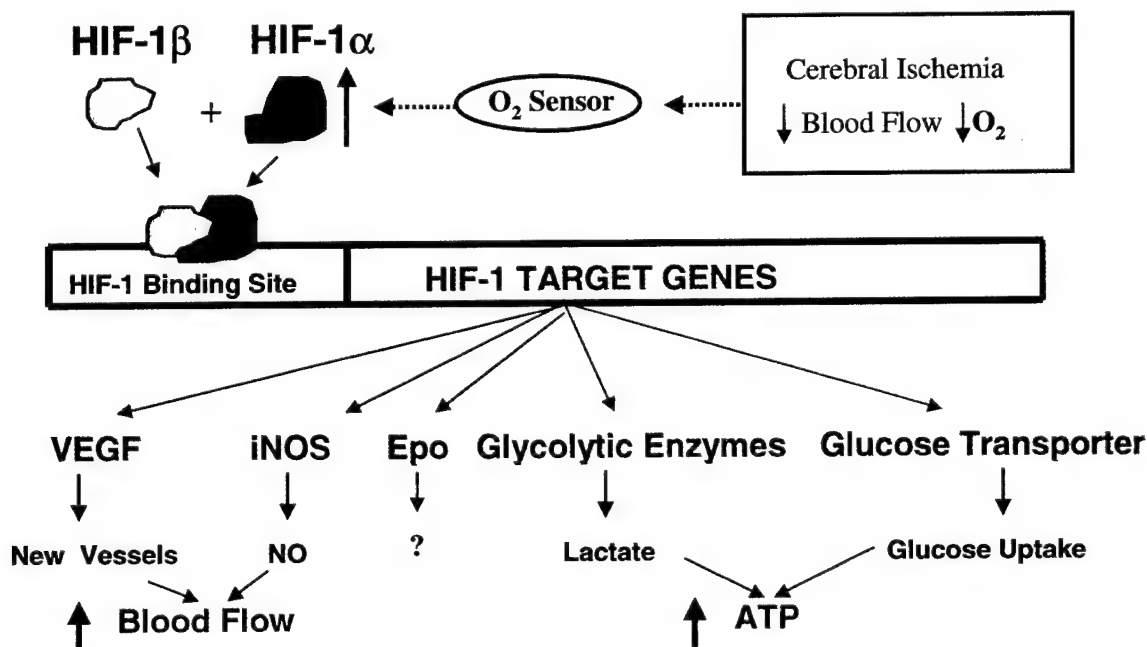 HIF-1β HIF-1α
+
O₂ Sensor
Cerebral Ischemia
↓ Blood Flow ↓O₂
HIF-1 Binding Site
HIF-1 TARGET GENES
VEGF iNOS Epo Glycolytic Enzymes Glucose Transporter
New Vessels NO ? Lactate Glucose Uptake
Blood Flow ATP